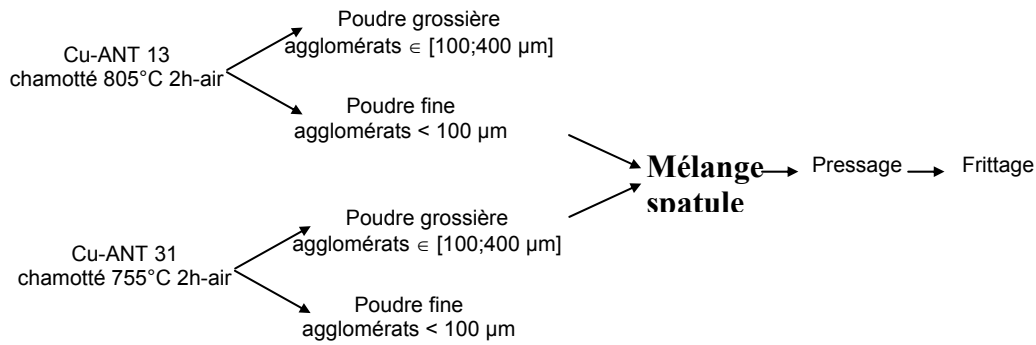 Poudre grossière
agglomérats ∈ [100;400 µm]
Cu-ANT 13
chamotté 805°C 2h-air
Poudre fine
agglomérats < 100 µm
Mélange
spatule
Pressage
Frittage
Poudre grossière
agglomérats ∈ [100;400 µm]
Cu-ANT 31
chamotté 755°C 2h-air
Poudre fine
agglomérats < 100 µm